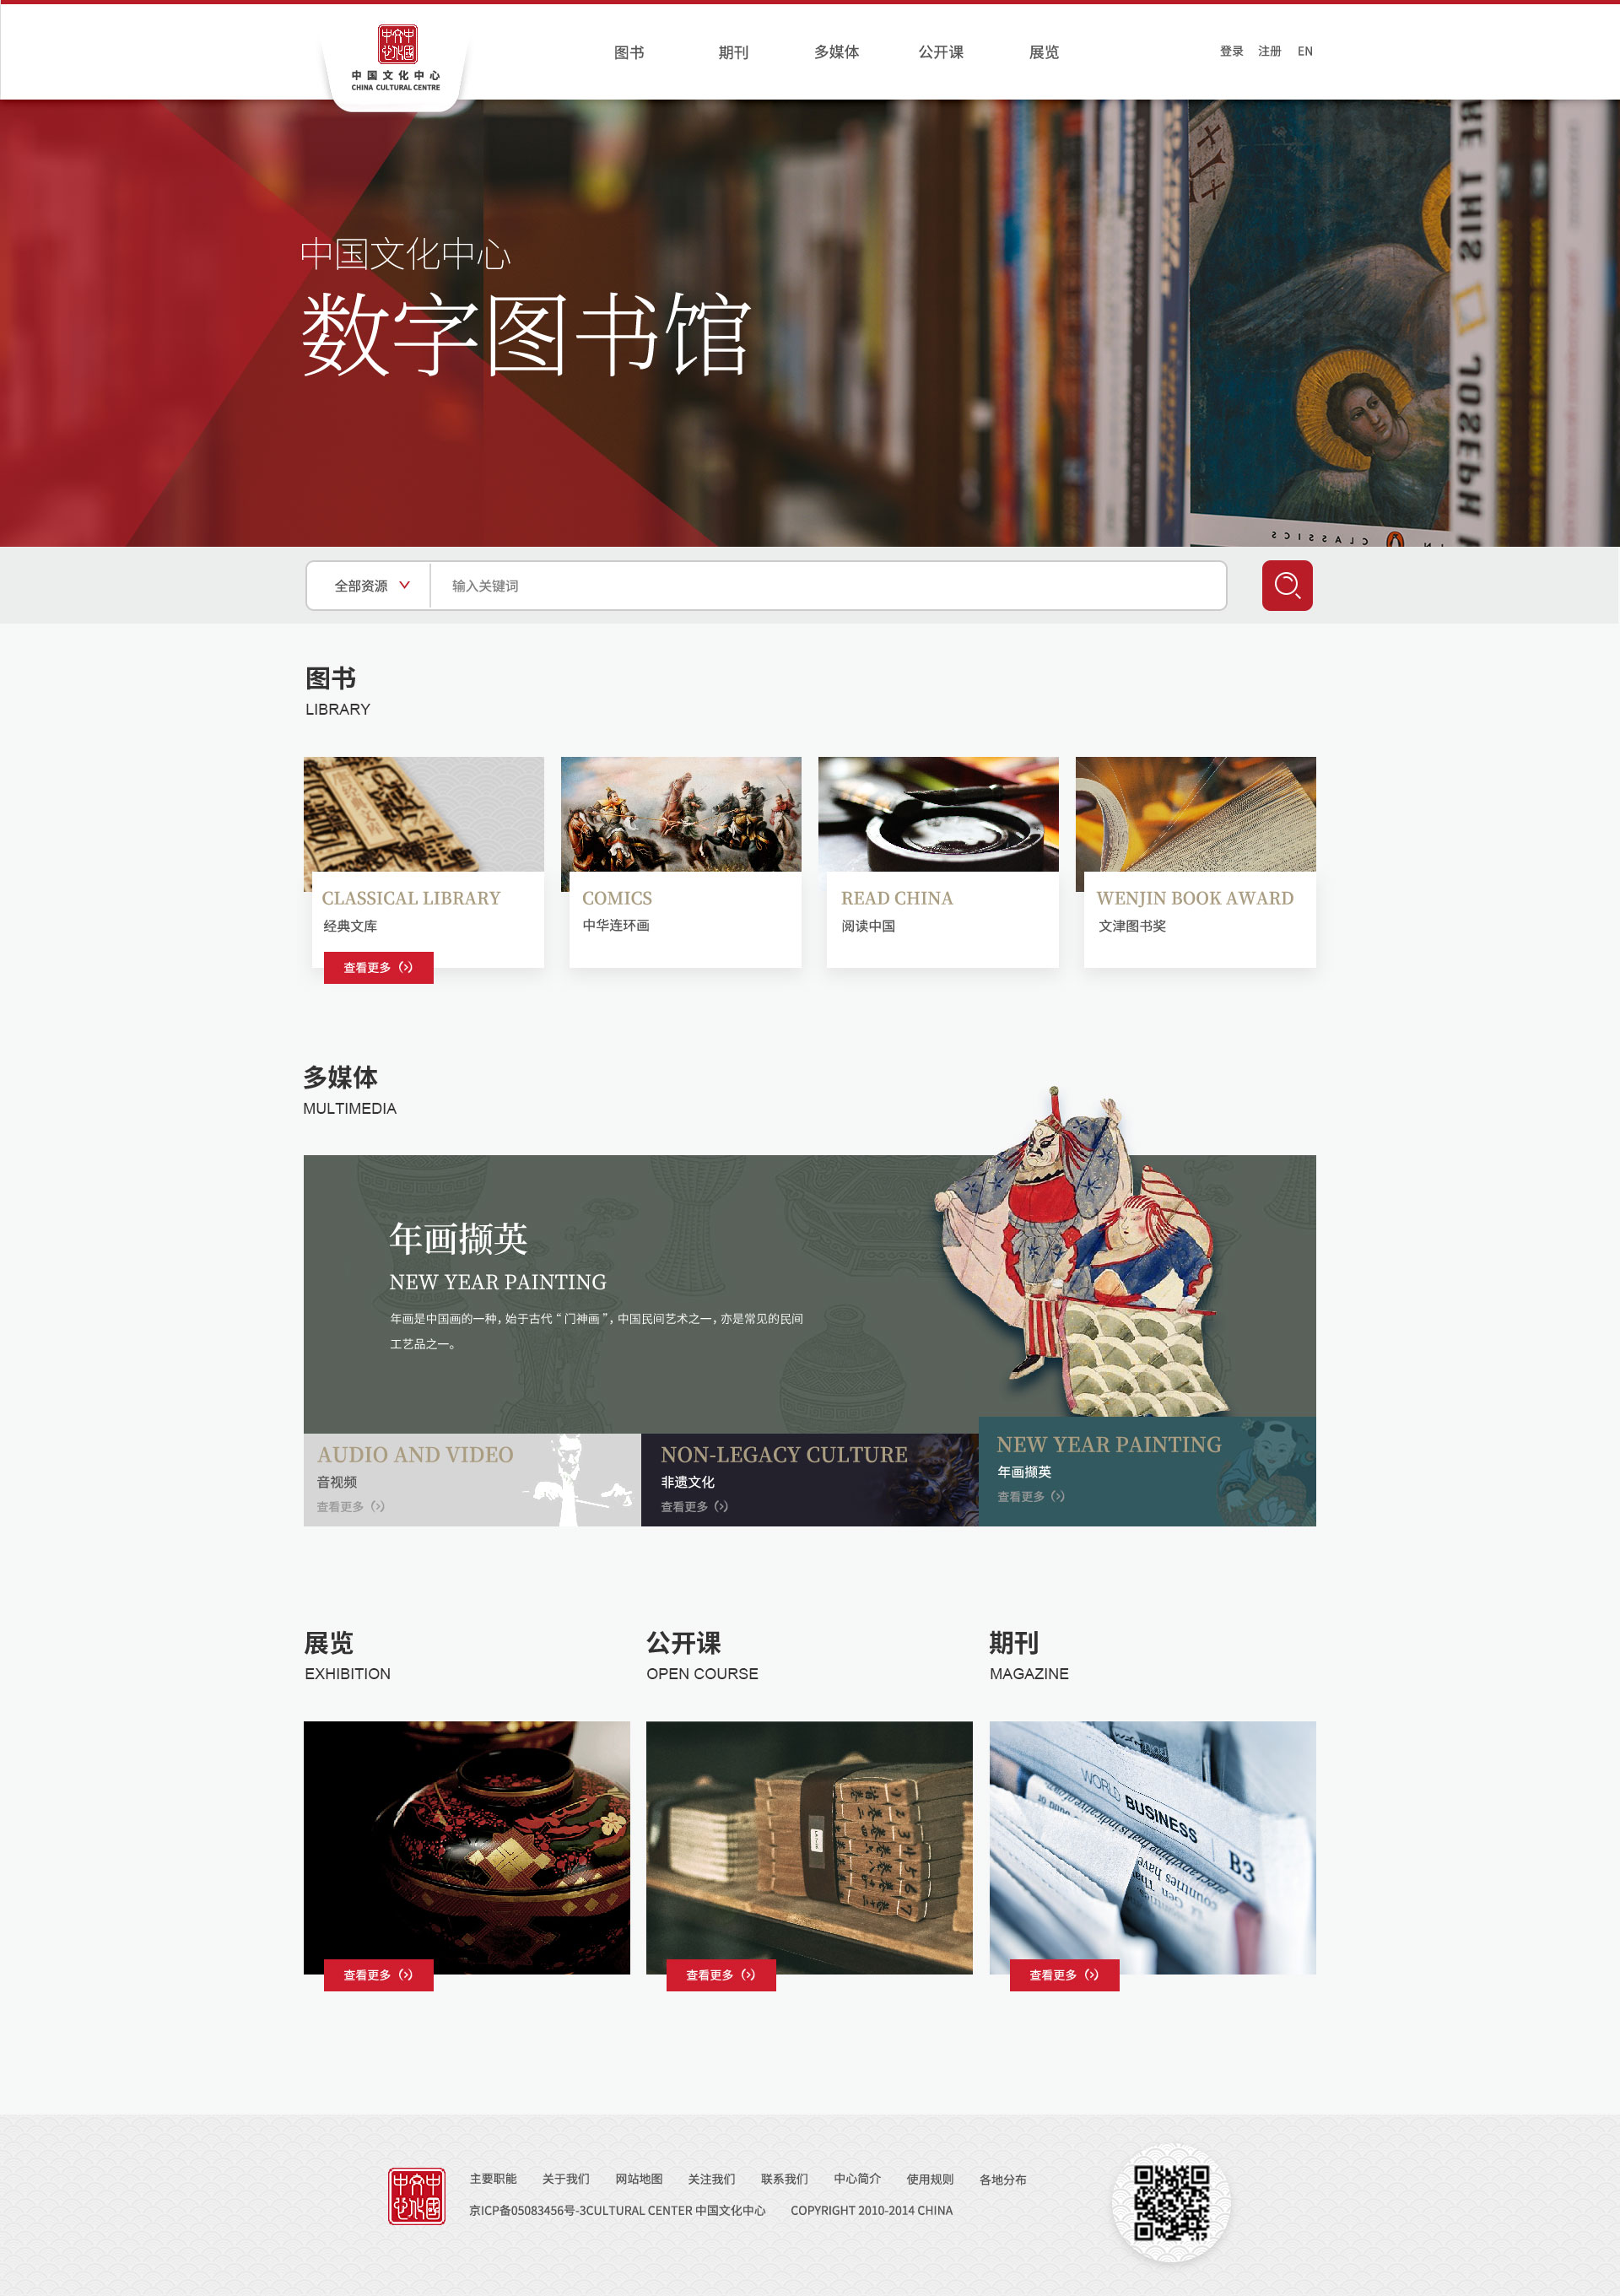 中国文化中心
CHINA CULTURAL CENTRE
图书 期刊 多媒体 公开课 展览
登录 注册 EN
中国文化中心
数字图书馆
THIS
JOSEPH
CLASSICS
全部资源 输入关键词
图书
LIBRARY
CLASSICAL LIBRARY
经典文库
查看更多
COMICS
中华连环画
READ CHINA
阅读中国
WENJIN BOOK AWARD
文津图书奖
多媒体
MULTIMEDIA
年画撷英
NEW YEAR PAINTING
年画是中国画的一种，始于古代“门神画”，中国民间艺术之一，亦是常见的民间
工艺品之一。
AUDIO AND VIDEO
音视频
查看更多
NON-LEGACY CULTURE
非遗文化
查看更多
NEW YEAR PAINTING
年画撷英
查看更多
展览
EXHIBITION
查看更多
公开课
OPEN COURSE
查看更多
期刊
MAGAZINE
WORLD BUSINESS
B3
countries have
查看更多
主要职能 关于我们 网站地图 关注我们 联系我们 中心简介 使用规则 各地分布
京ICP备05083456号-3CULTURAL CENTER 中国文化中心 COPYRIGHT 2010-2014 CHINA